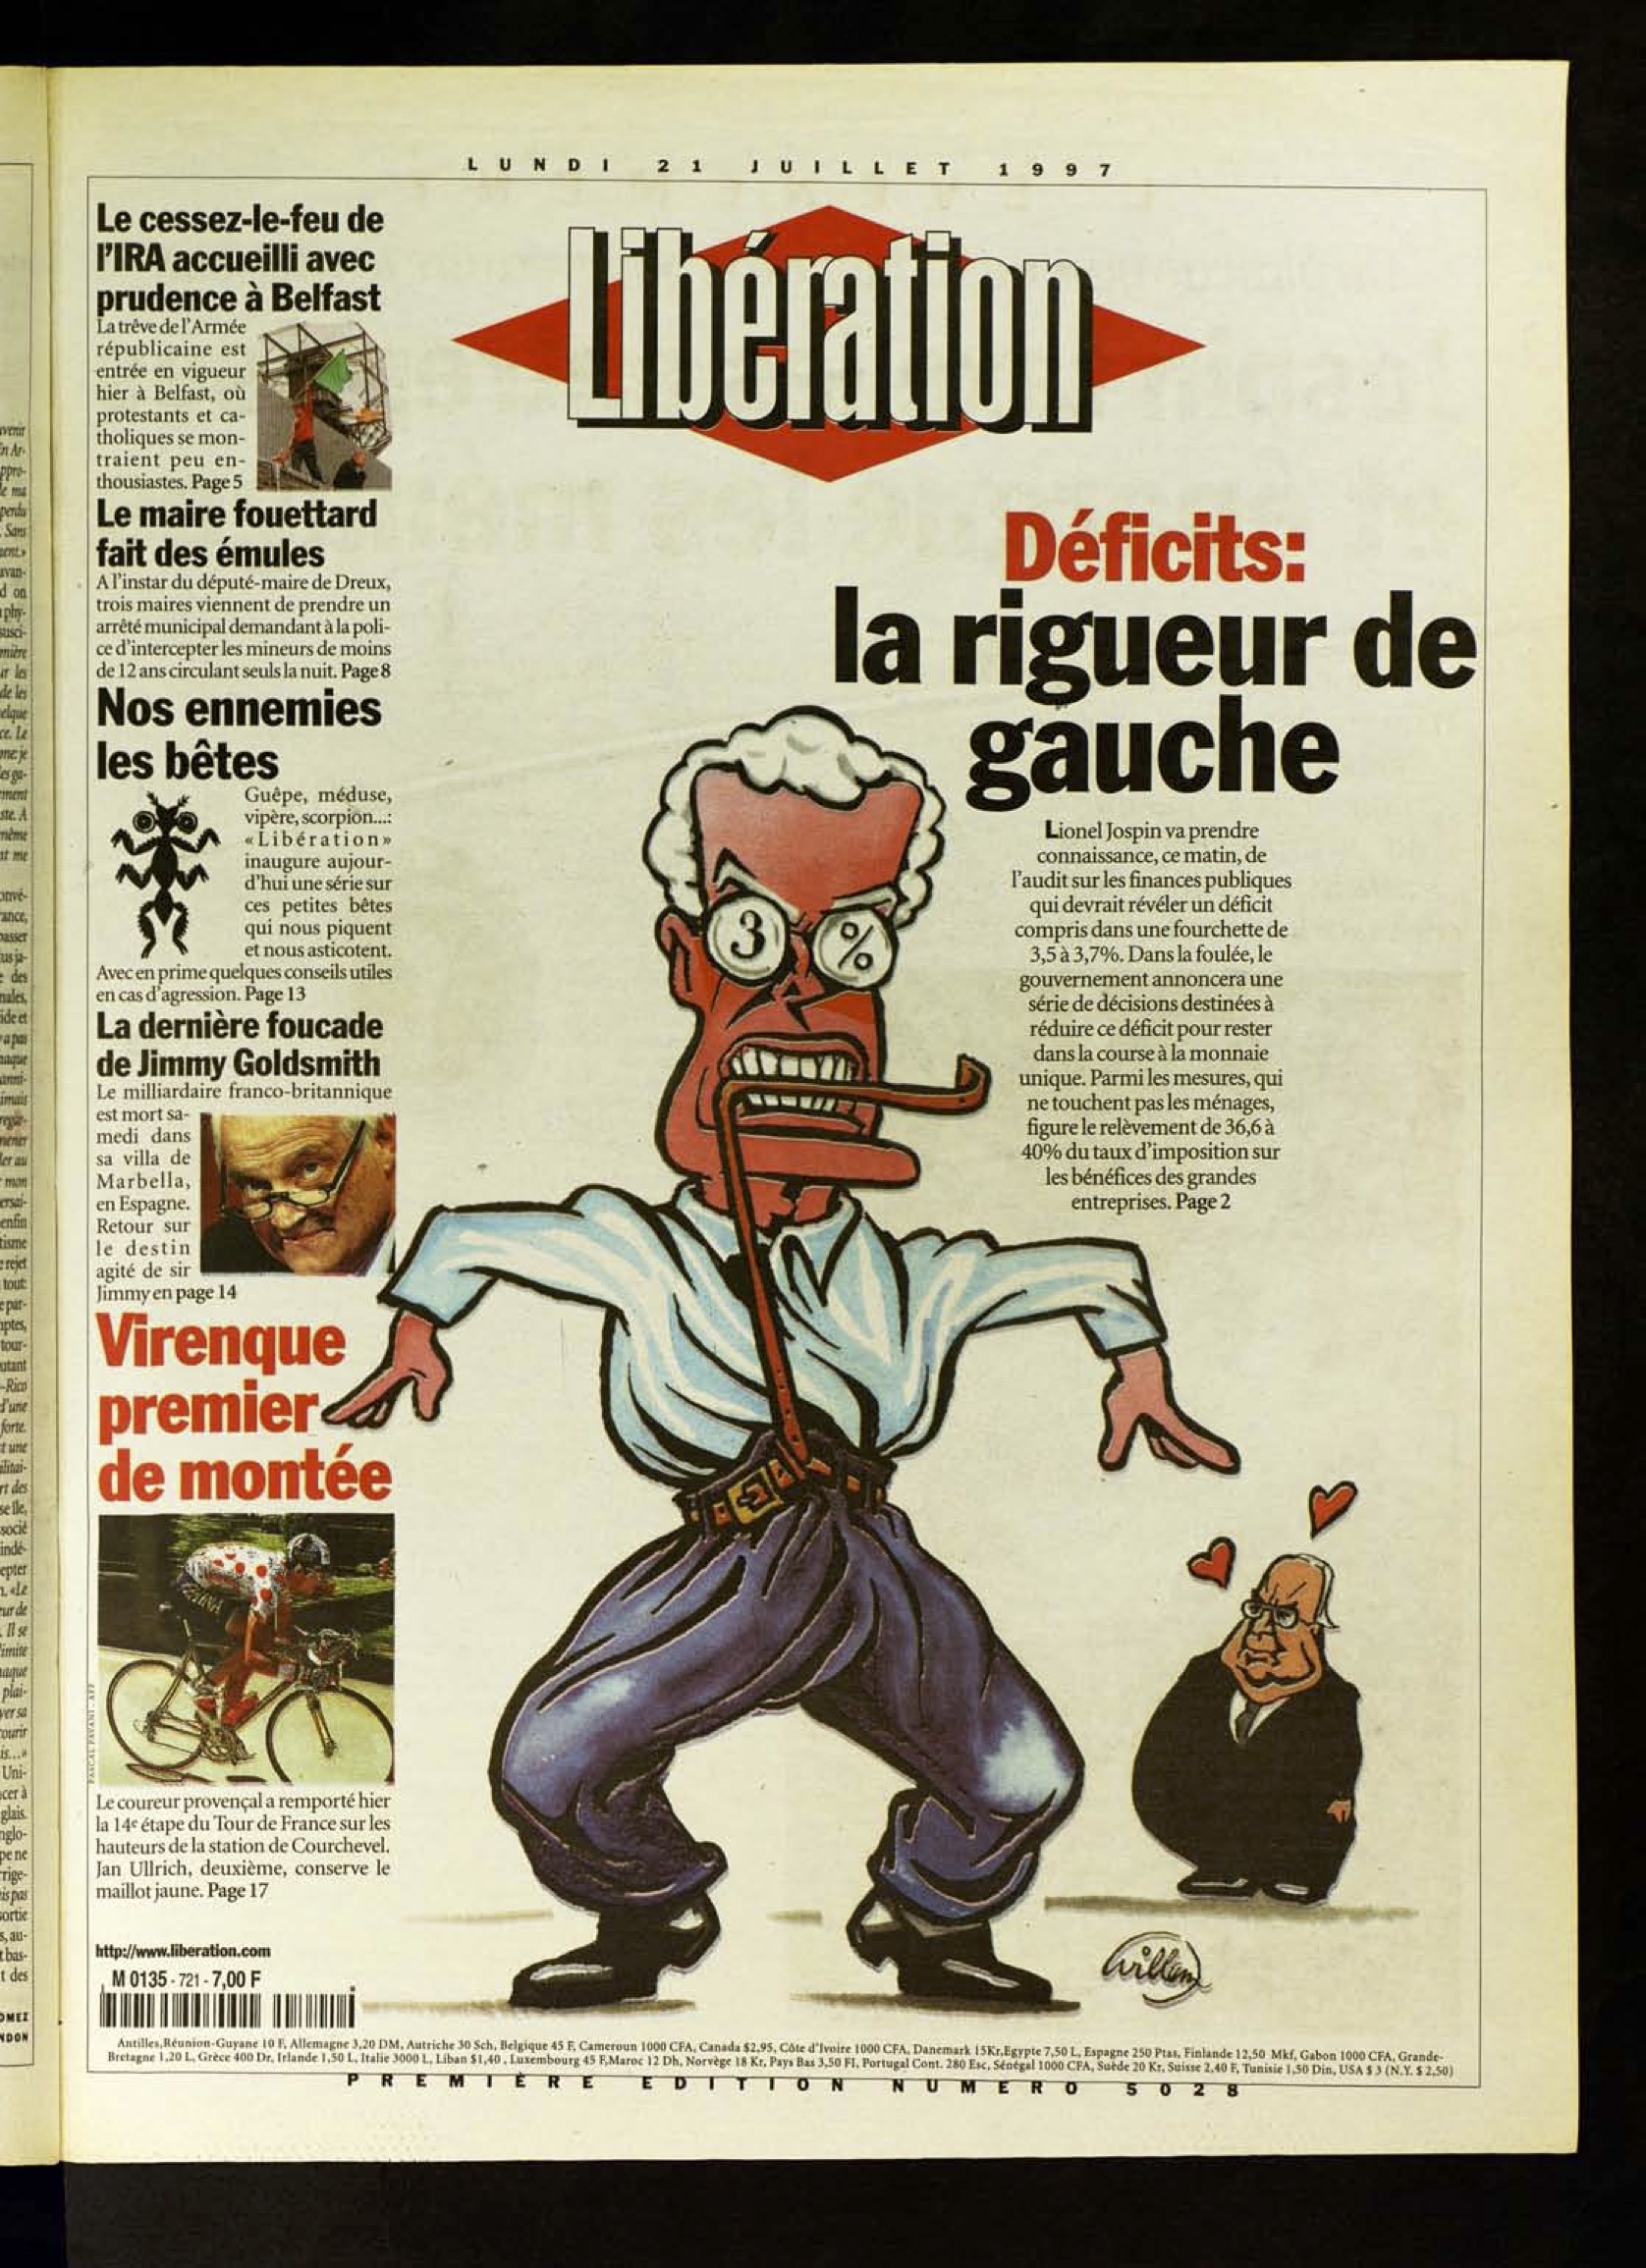 LUNDI 21 JUILLET 1997
Libération
Le cessez-le-feu de
l'IRA accueilli avec
prudence à Belfast
La trêve de l'Armée
républicaine est
entrée en vigueur
hier à Belfast, où
protestants et ca-
tholiques se mon-
traient peu en-
thousiastes. Page 5
Le maire fouettard
fait des émules
A l'instar du député-maire de Dreux,
trois maires viennent de prendre un
arrêté municipal demandant à la poli-
ce d'intercepter les mineurs de moins
de 12 ans circulant seuls la nuit. Page 8
Nos ennemies
les bêtes
Guêpe, méduse,
vipère, scorpion...:
«Libération»
inaugure aujour-
d'hui une série sur
ces petites bêtes
qui nous piquent
et nous asticotent.
Avec en prime quelques conseils utiles
en cas d'agression. Page 13
La dernière foucade
de Jimmy Goldsmith
Le milliardaire franco-britannique
est mort sa-
medi dans
sa villa de
Marbella,
en Espagne.
Retour sur
le destin
agité de sir
Jimmy en page 14
Virenque
premier
de montée
PASCAL PAVANI · AFP
Le coureur provençal a remporté hier
la 14e étape du Tour de France sur les
hauteurs de la station de Courchevel.
Jan Ullrich, deuxième, conserve le
maillot jaune. Page 17
http://www.liberation.com
M 0135 - 721 - 7,00 F
Déficits:
la rigueur de
gauche
Lionel Jospin va prendre
connaissance, ce matin, de
l'audit sur les finances publiques
qui devrait révéler un déficit
compris dans une fourchette de
3,5 à 3,7%. Dans la foulée, le
gouvernement annoncera une
série de décisions destinées à
réduire ce déficit pour rester
dans la course à la monnaie
unique. Parmi les mesures, qui
ne touchent pas les ménages,
figure le relèvement de 36,6 à
40% du taux d'imposition sur
les bénéfices des grandes
entreprises. Page 2
3 %
Willem
Antilles,Réunion-Guyane 10 F, Allemagne 3,20 DM, Autriche 30 Sch, Belgique 45 F, Cameroun 1000 CFA, Canada $2,95, Côte d'Ivoire 1000 CFA, Danemark 15Kr,Egypte 7,50 L, Espagne 250 Ptas, Finlande 12,50 Mkf, Gabon 1000 CFA, Grande-
Bretagne 1,20 L, Grèce 400 Dr, Irlande 1,50 L, Italie 3000 L, Liban $1,40 , Luxembourg 45 F,Maroc 12 Dh, Norvège 18 Kr, Pays Bas 3,50 Fl, Portugal Cont. 280 Esc, Sénégal 1000 CFA, Suède 20 Kr, Suisse 2,40 F, Tunisie 1,50 Din, USA $ 3 (N.Y. $ 2,50)
PREMIÈRE EDITION NUMERO 5028